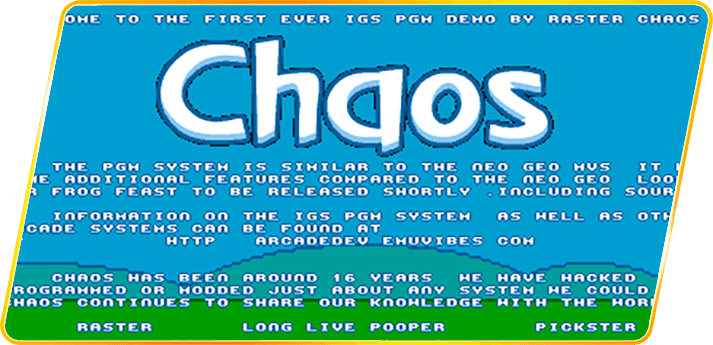 OME TO THE FIRST EVER IGS PGM DEMO BY RASTER CHAOS
Chaos
THE PGM SYSTEM IS SIMILAR TO THE NEO GEO MVS IT
ADDITIONAL FEATURES COMPARED TO THE NEO GEO LOO
FROG FEAST TO BE RELEASED SHORTLY .INCLUDING SOUR
INFORMATION ON THE IGS PGM SYSTEM AS WELL AS OTH
CADE SYSTEMS CAN BE FOUND AT
HTTP ARCADEDEV EMUVIBES COM
CHAOS HAS BEEN AROUND 16 YEARS WE HAVE HACKED
ROGRAMMED OR MODDED JUST ABOUT ANY SYSTEM WE COULD
CHAOS CONTINUES TO SHARE OUR KNOWLEDGE WITH THE WOR
RASTER LONG LIVE POOPER PICKSTER